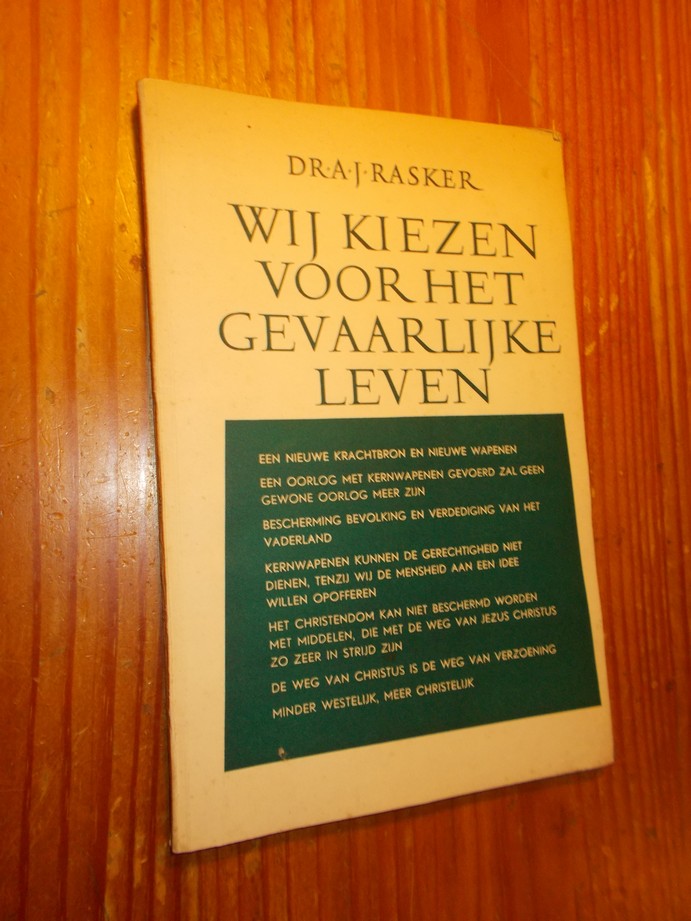 DR·A·J·RASKER
WIJ KIEZEN
VOOR HET
GEVAARLIJKE
LEVEN
EEN NIEUWE KRACHTBRON EN NIEUWE WAPENEN
EEN OORLOG MET KERNWAPENEN GEVOERD ZAL GEEN
GEWONE OORLOG MEER ZIJN
BESCHERMING BEVOLKING EN VERDEDIGING VAN HET
VADERLAND
KERNWAPENEN KUNNEN DE GERECHTIGHEID NIET
DIENEN, TENZIJ WIJ DE MENSHEID AAN EEN IDEE
WILLEN OPOFFEREN
HET CHRISTENDOM KAN NIET BESCHERMD WORDEN
MET MIDDELEN, DIE MET DE WEG VAN JEZUS CHRISTUS
ZO ZEER IN STRIJD ZIJN
DE WEG VAN CHRISTUS IS DE WEG VAN VERZOENING
MINDER WESTELIJK, MEER CHRISTELIJK